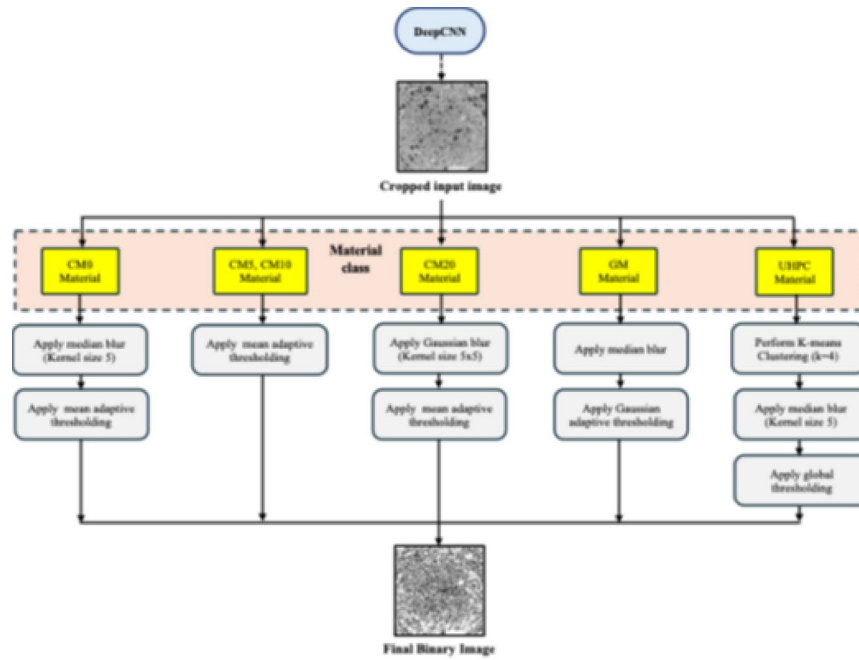 DeepCNN
Cropped input image
Material
class
CM0
Material
CM5, CM10
Material
CM20
Material
GM
Material
UHPC
Material
Apply median blur
(Kernel size 5)
Apply mean adaptive
thresholding
Apply Gaussian blur
(Kernel size 5x5)
Apply median blur
Perform K-means
Clustering (k=4)
Apply mean adaptive
thresholding
Apply mean adaptive
thresholding
Apply Gaussian
adaptive thresholding
Apply median blur
(Kernel size 5)
Apply global
thresholding
Final Binary Image